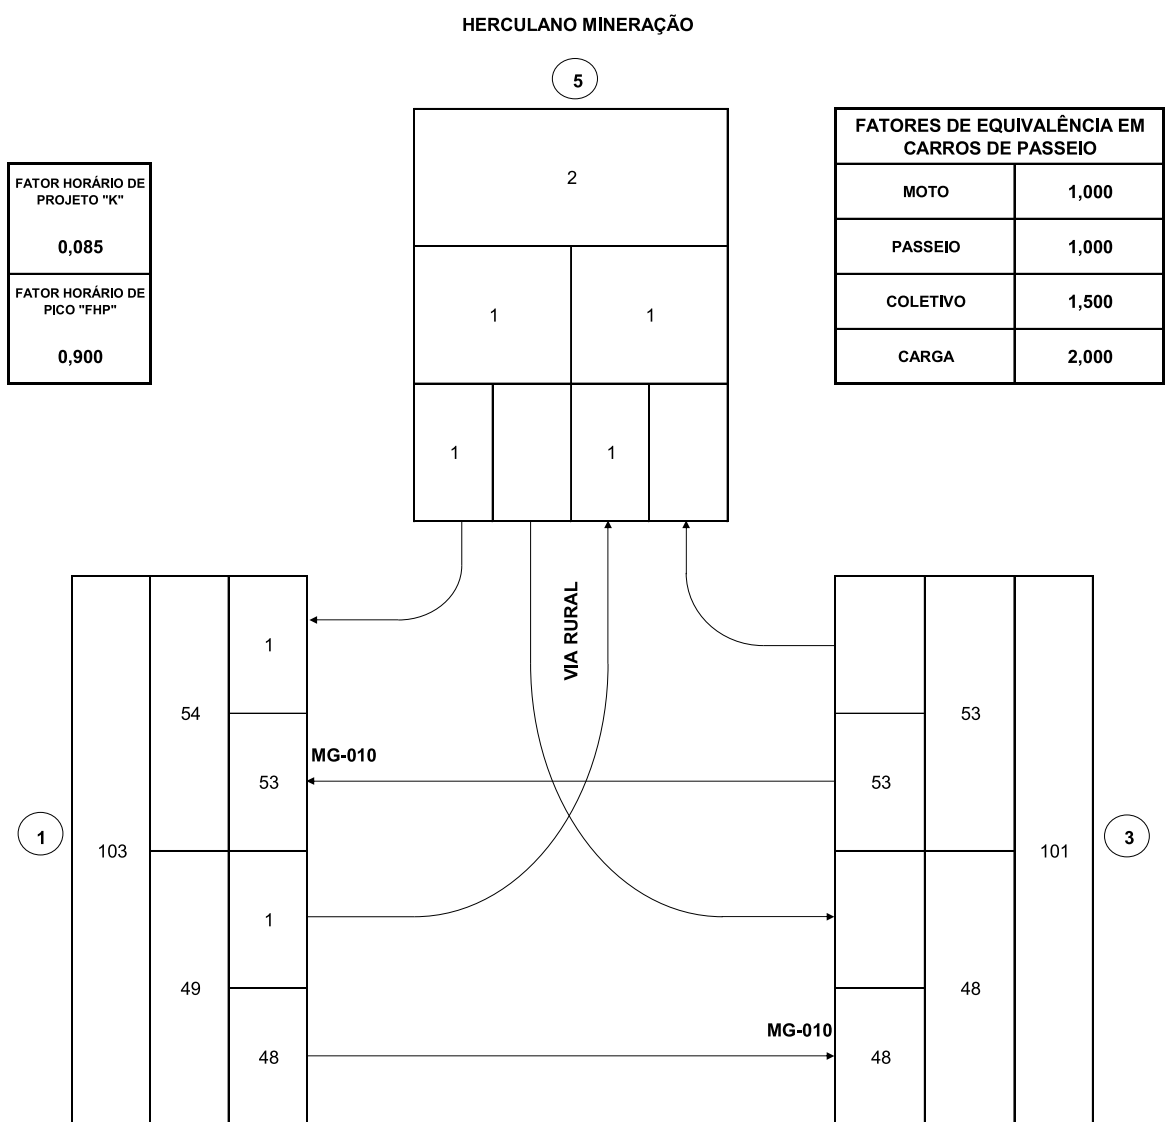 HERCULANO MINERAÇÃO
5
FATORES DE EQUIVALÊNCIA EM
CARROS DE PASSEIO
MOTO 1,000
PASSEIO 1,000
COLETIVO 1,500
CARGA 2,000
FATOR HORÁRIO DE
PROJETO "K"
0,085
FATOR HORÁRIO DE
PICO "FHP"
0,900
2
1 1
1 1
VIA RURAL
1
103
54
49
1
53
1
48
MG-010
MG-010
53
48
53
48
101
3